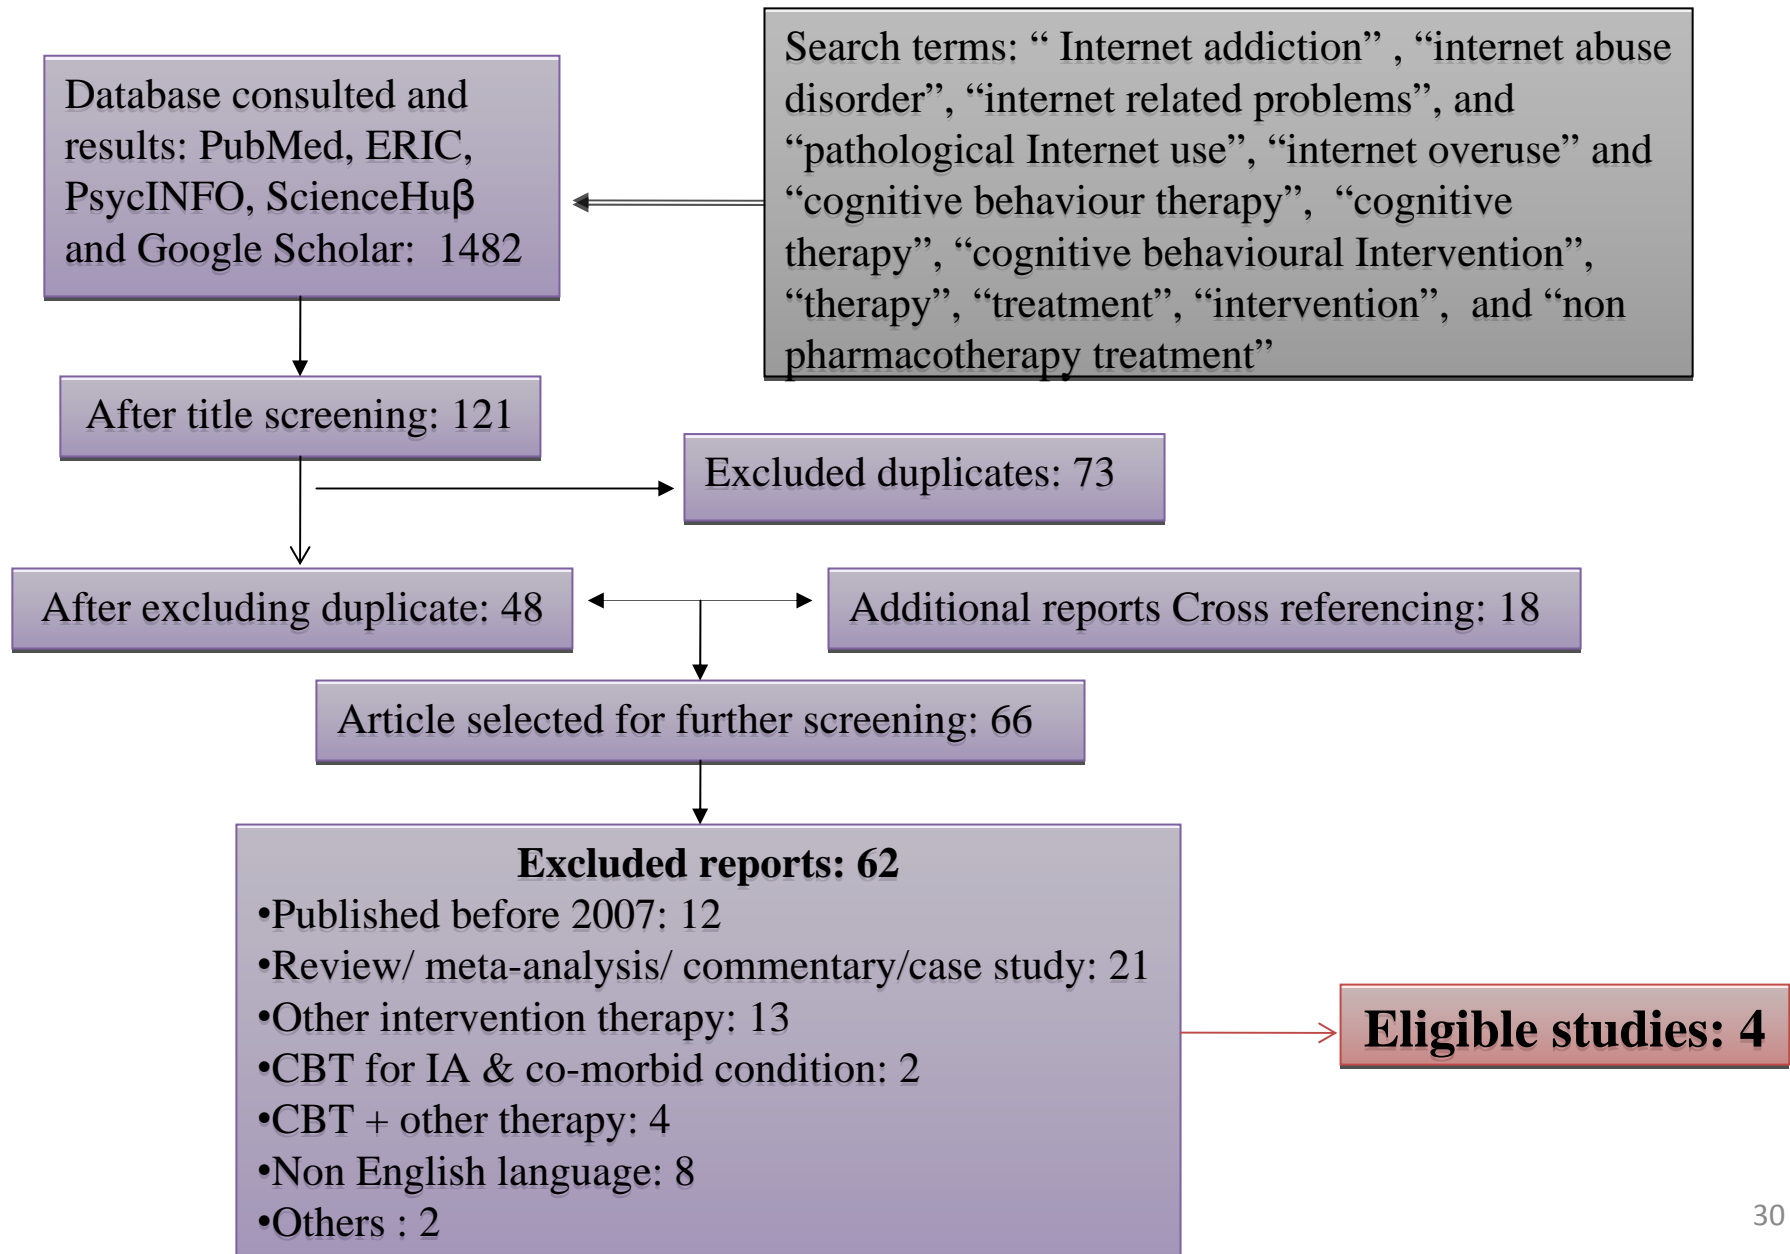 Database consulted and
results: PubMed, ERIC,
PsycINFO, ScienceHuβ
and Google Scholar:  1482
Search terms: “ Internet addiction” , “internet abuse
disorder”, “internet related problems”, and
“pathological Internet use”, “internet overuse” and
“cognitive behaviour therapy”,  “cognitive
therapy”, “cognitive behavioural Intervention”,
“therapy”, “treatment”, “intervention”,  and “non
pharmacotherapy treatment”
After title screening: 121
Excluded duplicates: 73
After excluding duplicate: 48
Additional reports Cross referencing: 18
Article selected for further screening: 66
Excluded reports: 62
•Published before 2007: 12
•Review/ meta-analysis/ commentary/case study: 21
•Other intervention therapy: 13
•CBT for IA & co-morbid condition: 2
•CBT + other therapy: 4
•Non English language: 8
•Others : 2
Eligible studies: 4
30